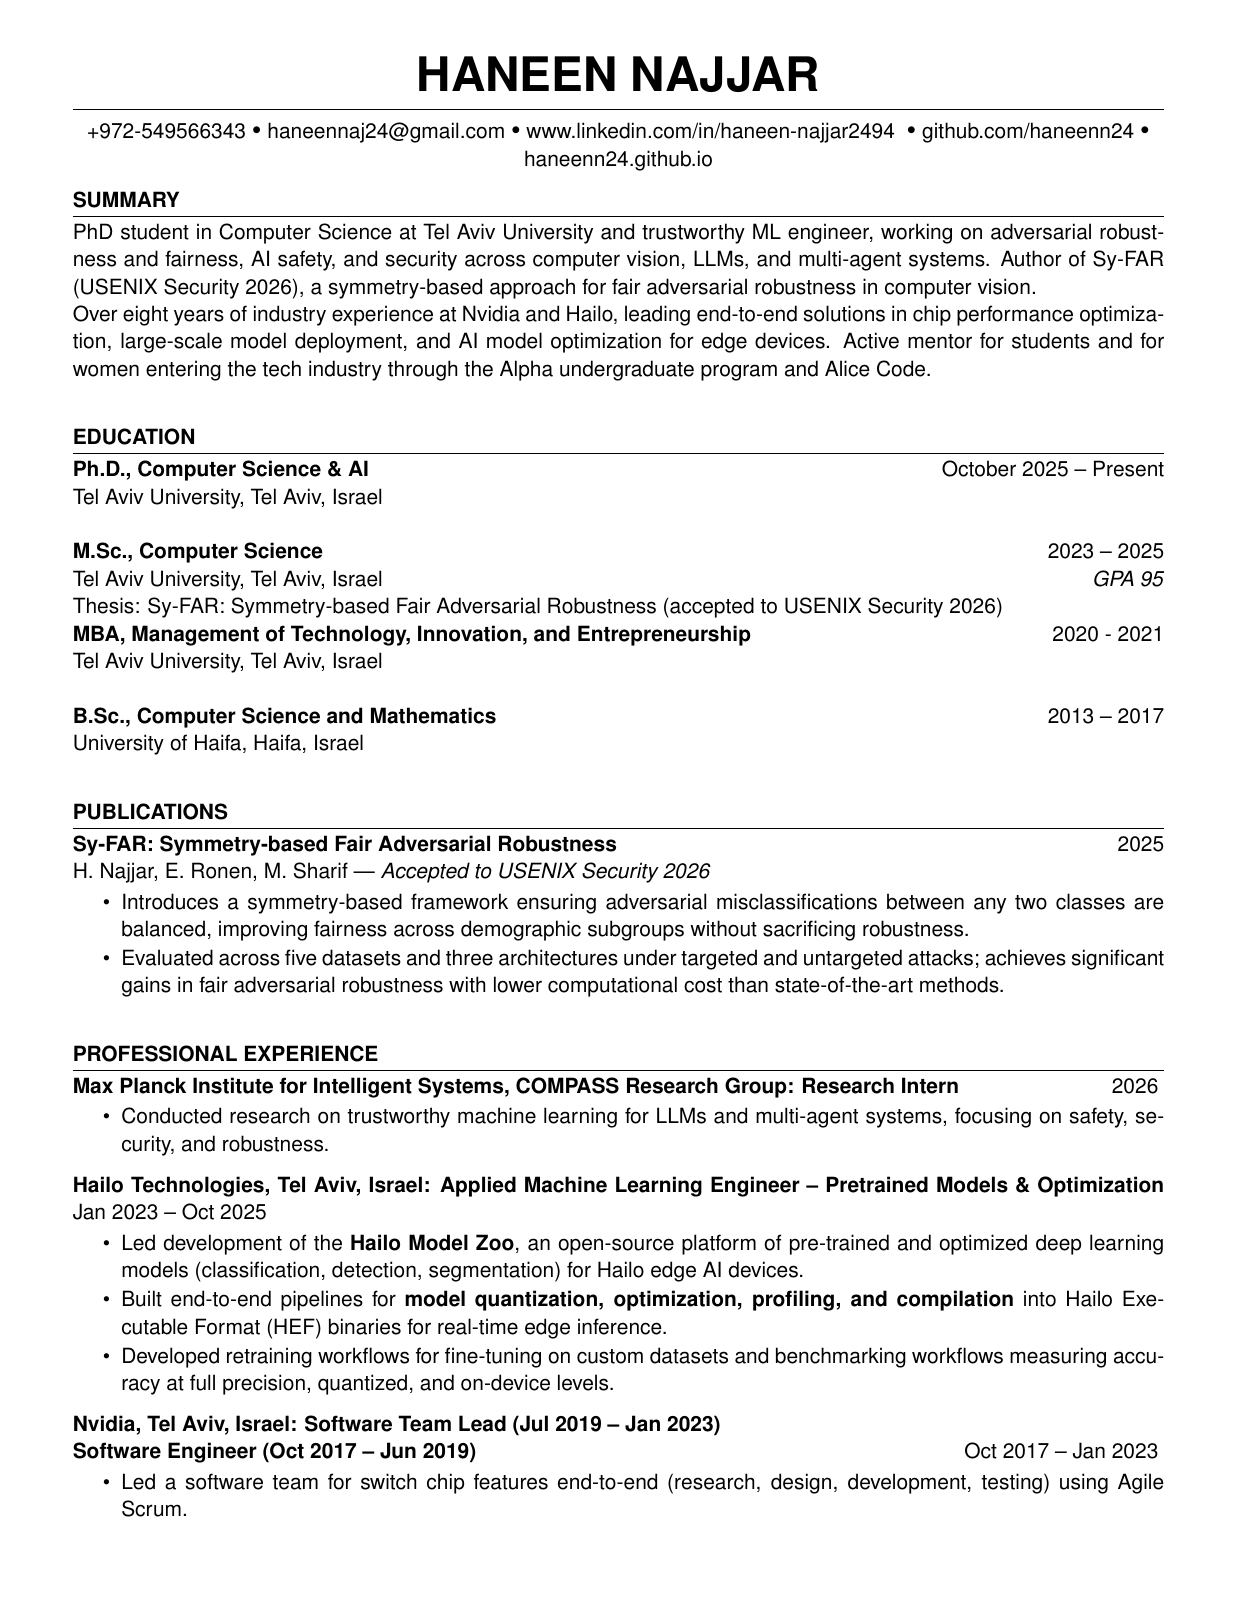 HANEEN NAJJAR
+972-549566343 • haneennaj24@gmail.com • www.linkedin.com/in/haneen-najjar2494 • github.com/haneenn24 •
haneenn24.github.io
SUMMARY
PhD student in Computer Science at Tel Aviv University and trustworthy ML engineer, working on adversarial robust-
ness and fairness, AI safety, and security across computer vision, LLMs, and multi-agent systems. Author of Sy-FAR
(USENIX Security 2026), a symmetry-based approach for fair adversarial robustness in computer vision.
Over eight years of industry experience at Nvidia and Hailo, leading end-to-end solutions in chip performance optimiza-
tion, large-scale model deployment, and AI model optimization for edge devices. Active mentor for students and for
women entering the tech industry through the Alpha undergraduate program and Alice Code.
EDUCATION
Ph.D., Computer Science & AI October 2025 – Present
Tel Aviv University, Tel Aviv, Israel
M.Sc., Computer Science 2023 – 2025
Tel Aviv University, Tel Aviv, Israel GPA 95
Thesis: Sy-FAR: Symmetry-based Fair Adversarial Robustness (accepted to USENIX Security 2026)
MBA, Management of Technology, Innovation, and Entrepreneurship 2020 - 2021
Tel Aviv University, Tel Aviv, Israel
B.Sc., Computer Science and Mathematics 2013 – 2017
University of Haifa, Haifa, Israel
PUBLICATIONS
Sy-FAR: Symmetry-based Fair Adversarial Robustness 2025
H. Najjar, E. Ronen, M. Sharif — Accepted to USENIX Security 2026
• Introduces a symmetry-based framework ensuring adversarial misclassifications between any two classes are
balanced, improving fairness across demographic subgroups without sacrificing robustness.
• Evaluated across five datasets and three architectures under targeted and untargeted attacks; achieves significant
gains in fair adversarial robustness with lower computational cost than state-of-the-art methods.
PROFESSIONAL EXPERIENCE
Max Planck Institute for Intelligent Systems, COMPASS Research Group: Research Intern 2026
• Conducted research on trustworthy machine learning for LLMs and multi-agent systems, focusing on safety, se-
curity, and robustness.
Hailo Technologies, Tel Aviv, Israel: Applied Machine Learning Engineer – Pretrained Models & Optimization
Jan 2023 – Oct 2025
• Led development of the Hailo Model Zoo, an open-source platform of pre-trained and optimized deep learning
models (classification, detection, segmentation) for Hailo edge AI devices.
• Built end-to-end pipelines for model quantization, optimization, profiling, and compilation into Hailo Exe-
cutable Format (HEF) binaries for real-time edge inference.
• Developed retraining workflows for fine-tuning on custom datasets and benchmarking workflows measuring accu-
racy at full precision, quantized, and on-device levels.
Nvidia, Tel Aviv, Israel: Software Team Lead (Jul 2019 – Jan 2023)
Software Engineer (Oct 2017 – Jun 2019) Oct 2017 – Jan 2023
• Led a software team for switch chip features end-to-end (research, design, development, testing) using Agile
Scrum.